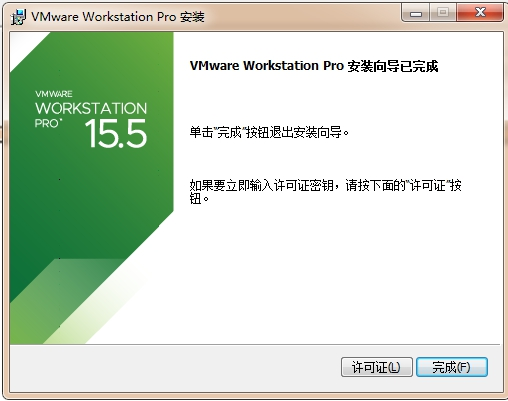 VMware Workstation Pro 安装
VMWARE
WORKSTATION
PRO™
15.5
VMware Workstation Pro 安装向导已完成
单击“完成”按钮退出安装向导。
如果要立即输入许可证密钥，请按下面的“许可证”按
钮。
许可证(L)
完成(F)